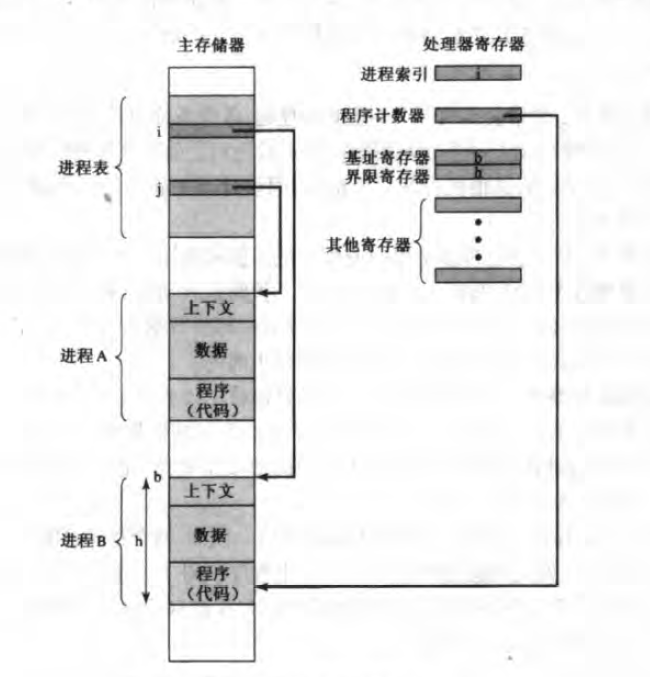 主存储器
处理器寄存器
进程索引
i
程序计数器
基址寄存器
b
界限寄存器
h
其他寄存器
进程表
i
j
进程A
上下文
数据
程序
(代码)
进程B
b
h
上下文
数据
程序
(代码)